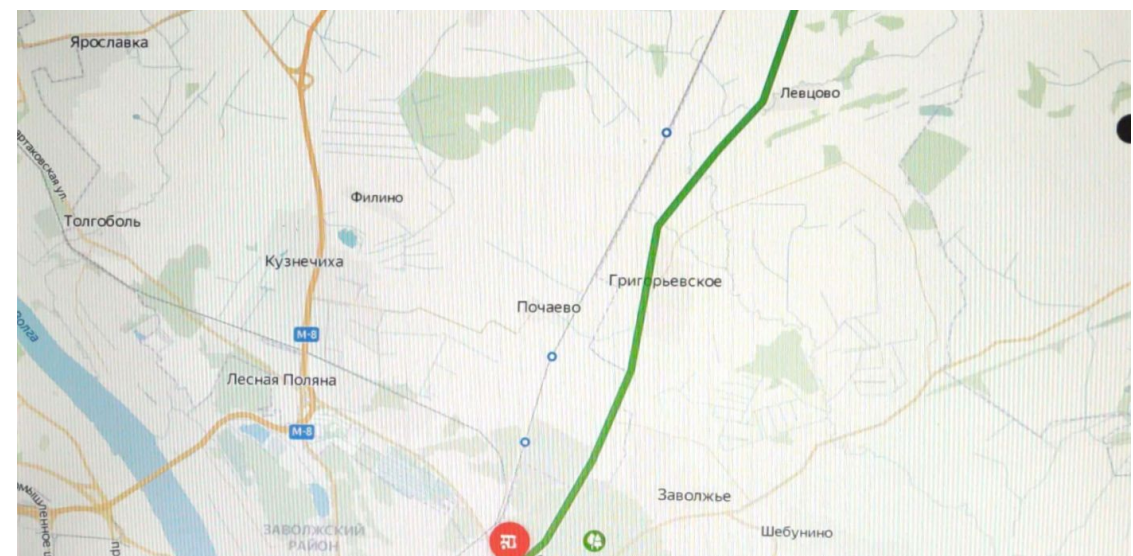 Ярославка
Левцово
Филино
Толгоболь
Кузнечиха
Григорьевское
Почаево
М-8
Лесная Поляна
М-8
Заволжье
ЗАВОЛЖСКИЙ
РАЙОН
Шебунино
Волга